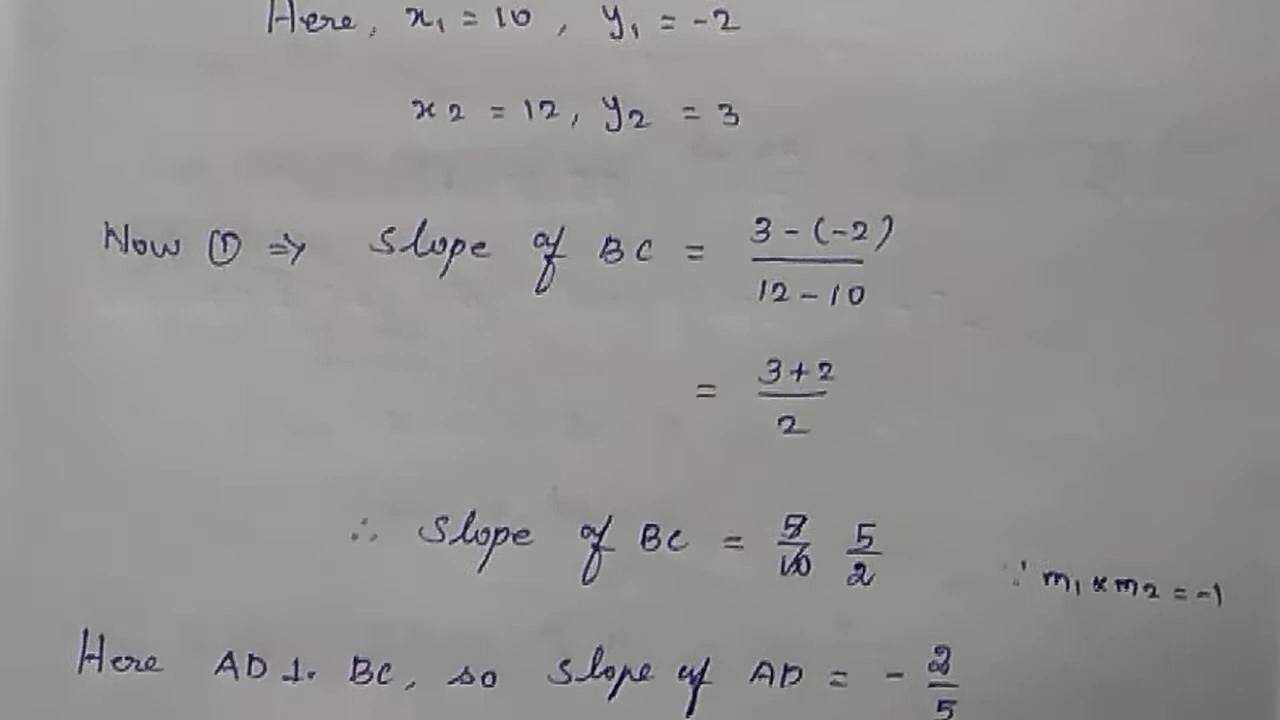 Here, x₁ = 10, y₁ = -2
x₂ = 12, y₂ = 3
Now ① ⇒ Slope of BC = 3-(-2) / 12-10
= 3+2 / 2
∴ Slope of BC = 5/2
∵ m₁ × m₂ = -1
Here AD ⊥. BC, so slope of AD = - 2/5